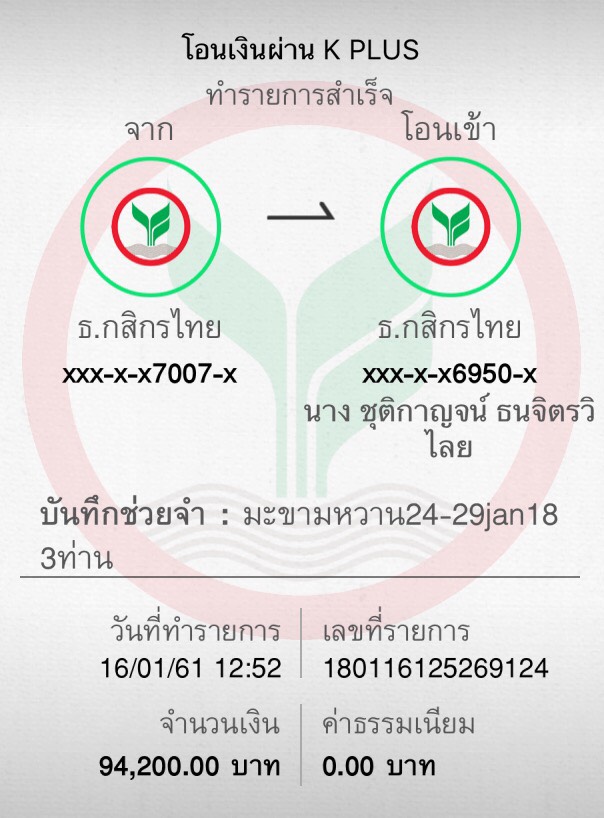 โอนเงินผ่าน K PLUS
ทำรายการสำเร็จ
จาก
โอนเข้า
ธ.กสิกรไทย
ธ.กสิกรไทย
xxx-x-x7007-x
xxx-x-x6950-x
นาง ชุติกาญจน์ ธนจิตรวิ
ไลย
บันทึกช่วยจำ : มะขามหวาน24-29jan18
3ท่าน
วันที่ทำรายการ
เลขที่รายการ
16/01/61 12:52
180116125269124
จำนวนเงิน
ค่าธรรมเนียม
94,200.00 บาท
0.00 บาท